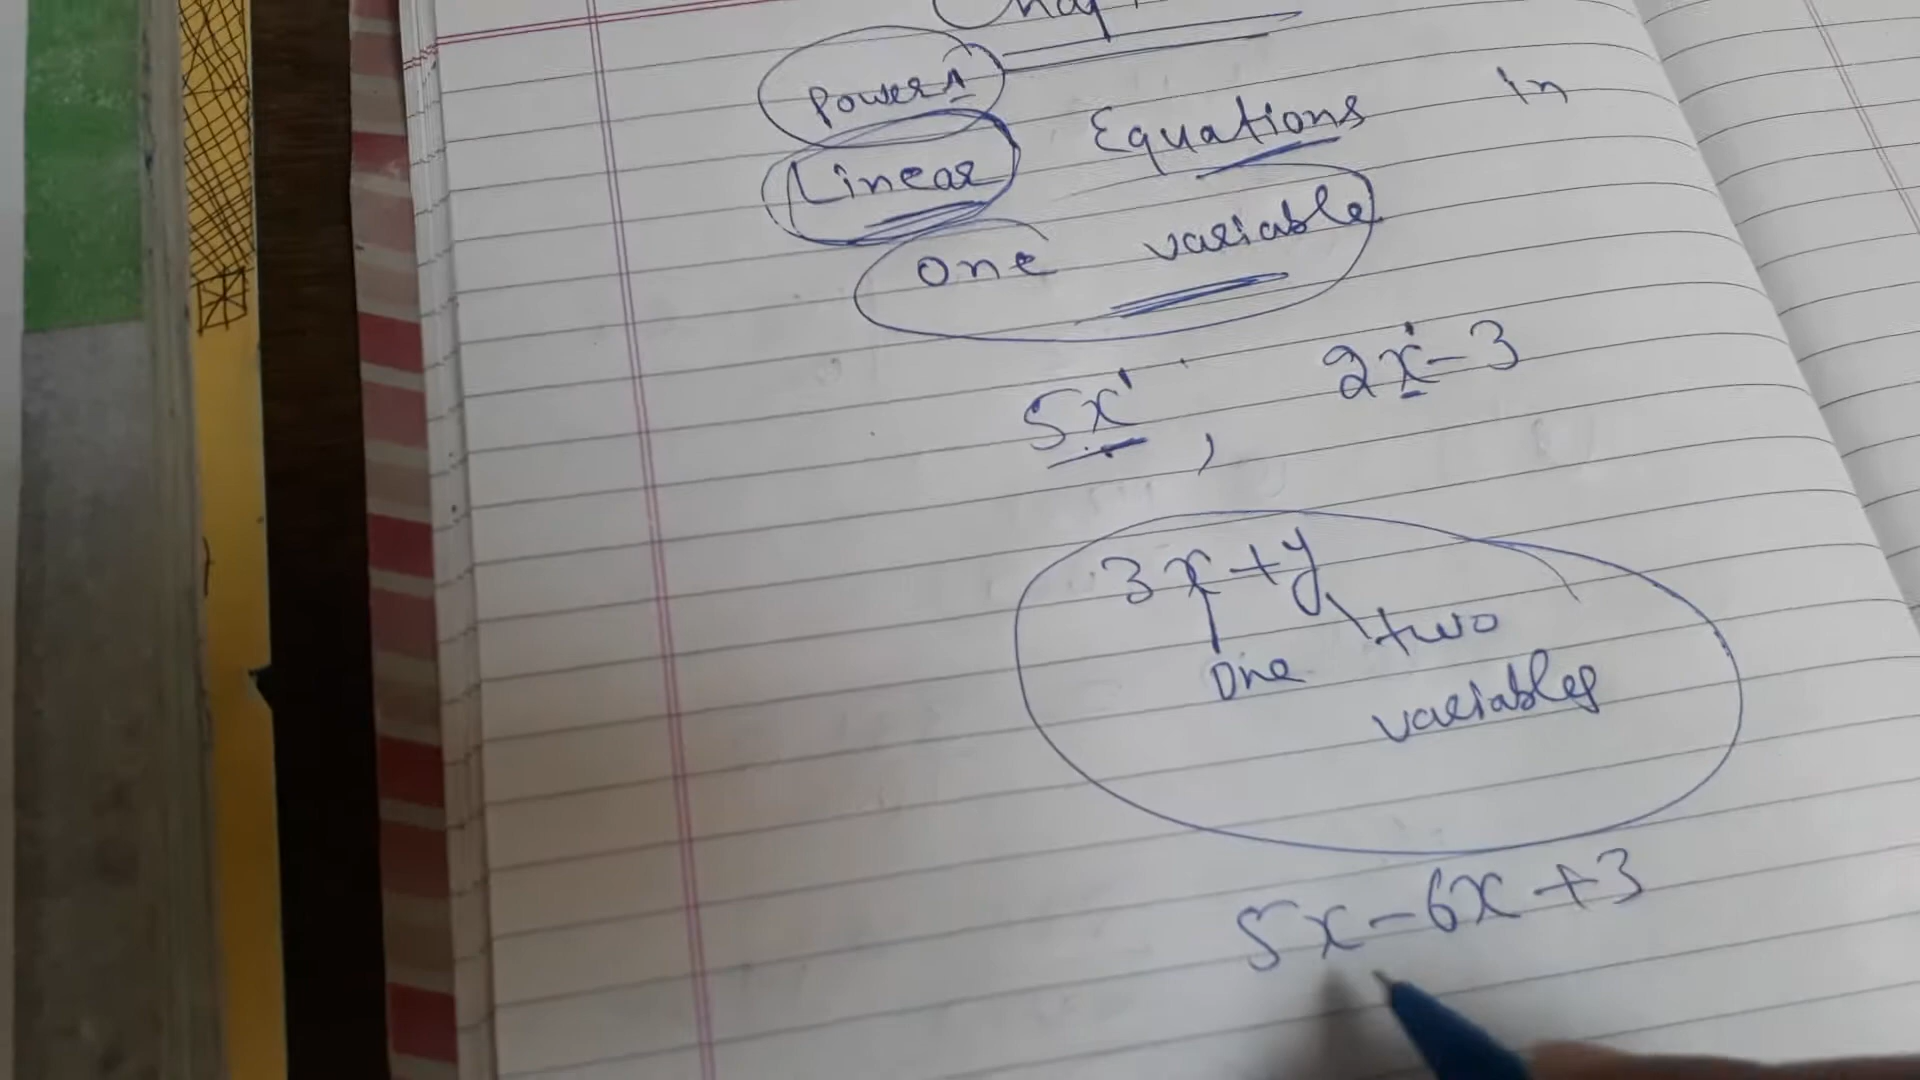 Power 1
Linear Equations in
One variable
5x¹ , 2x¹-3
3x+y
One two
variables
5x-6x+3